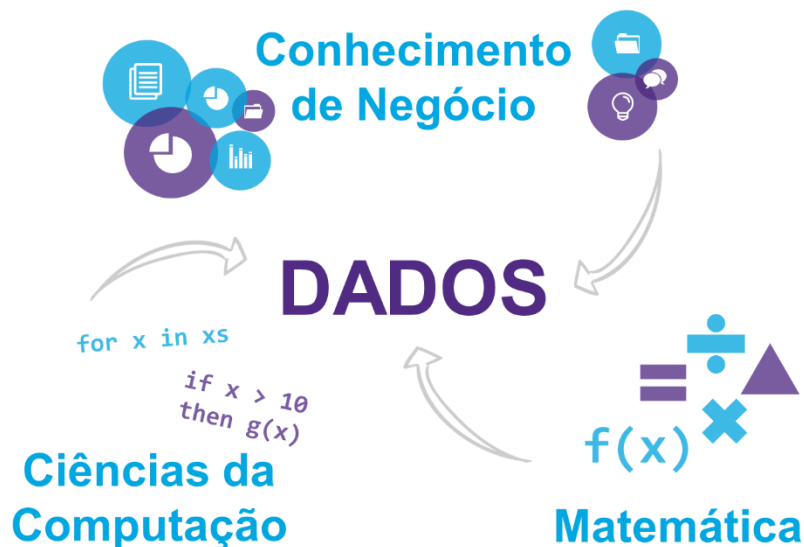 Conhecimento
de Negócio
DADOS
for x in xs
if x > 10
then g(x)
f(x)
Ciências da
Computação
Matemática